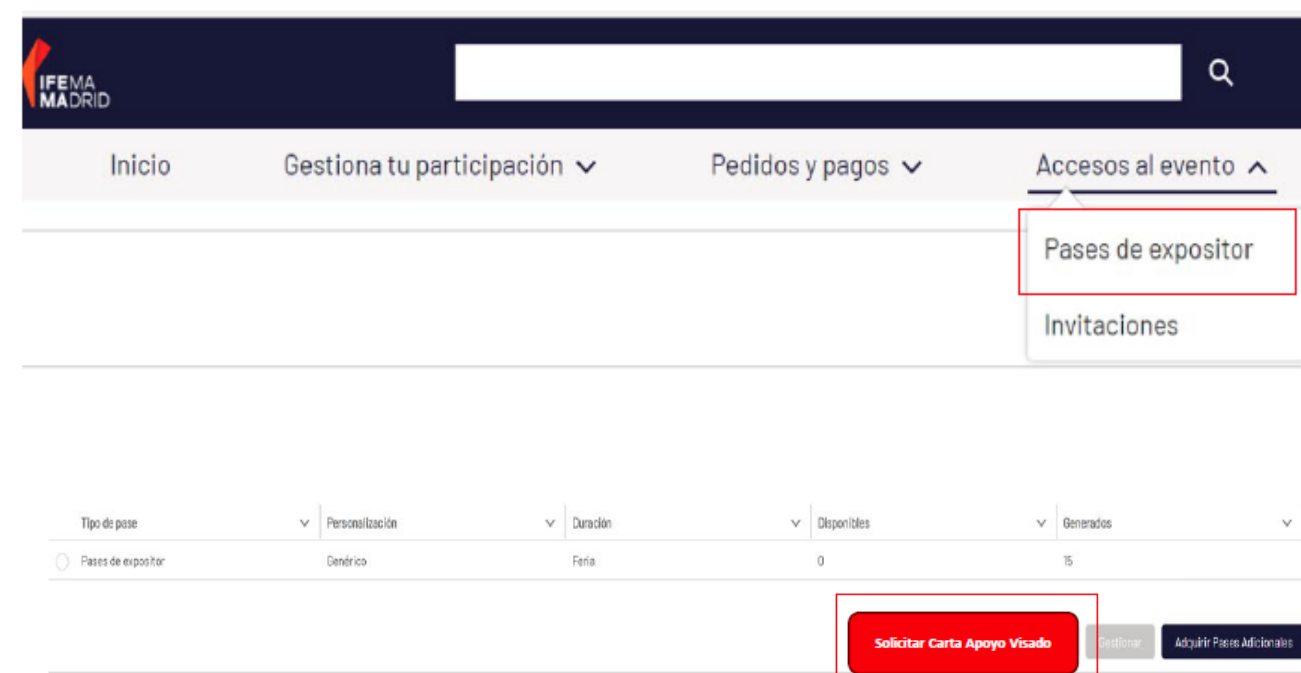 IFEMA
MADRID
Inicio Gestiona tu participación Pedidos y pagos Accesos al evento
Pases de expositor
Invitaciones
Tipo de pase Personalización Duración Disponibles Generados
Pases de expositor Genérico Feria 0 15
Solicitar Carta Apoyo Visado Gestionar Adquirir Pases Adicionales